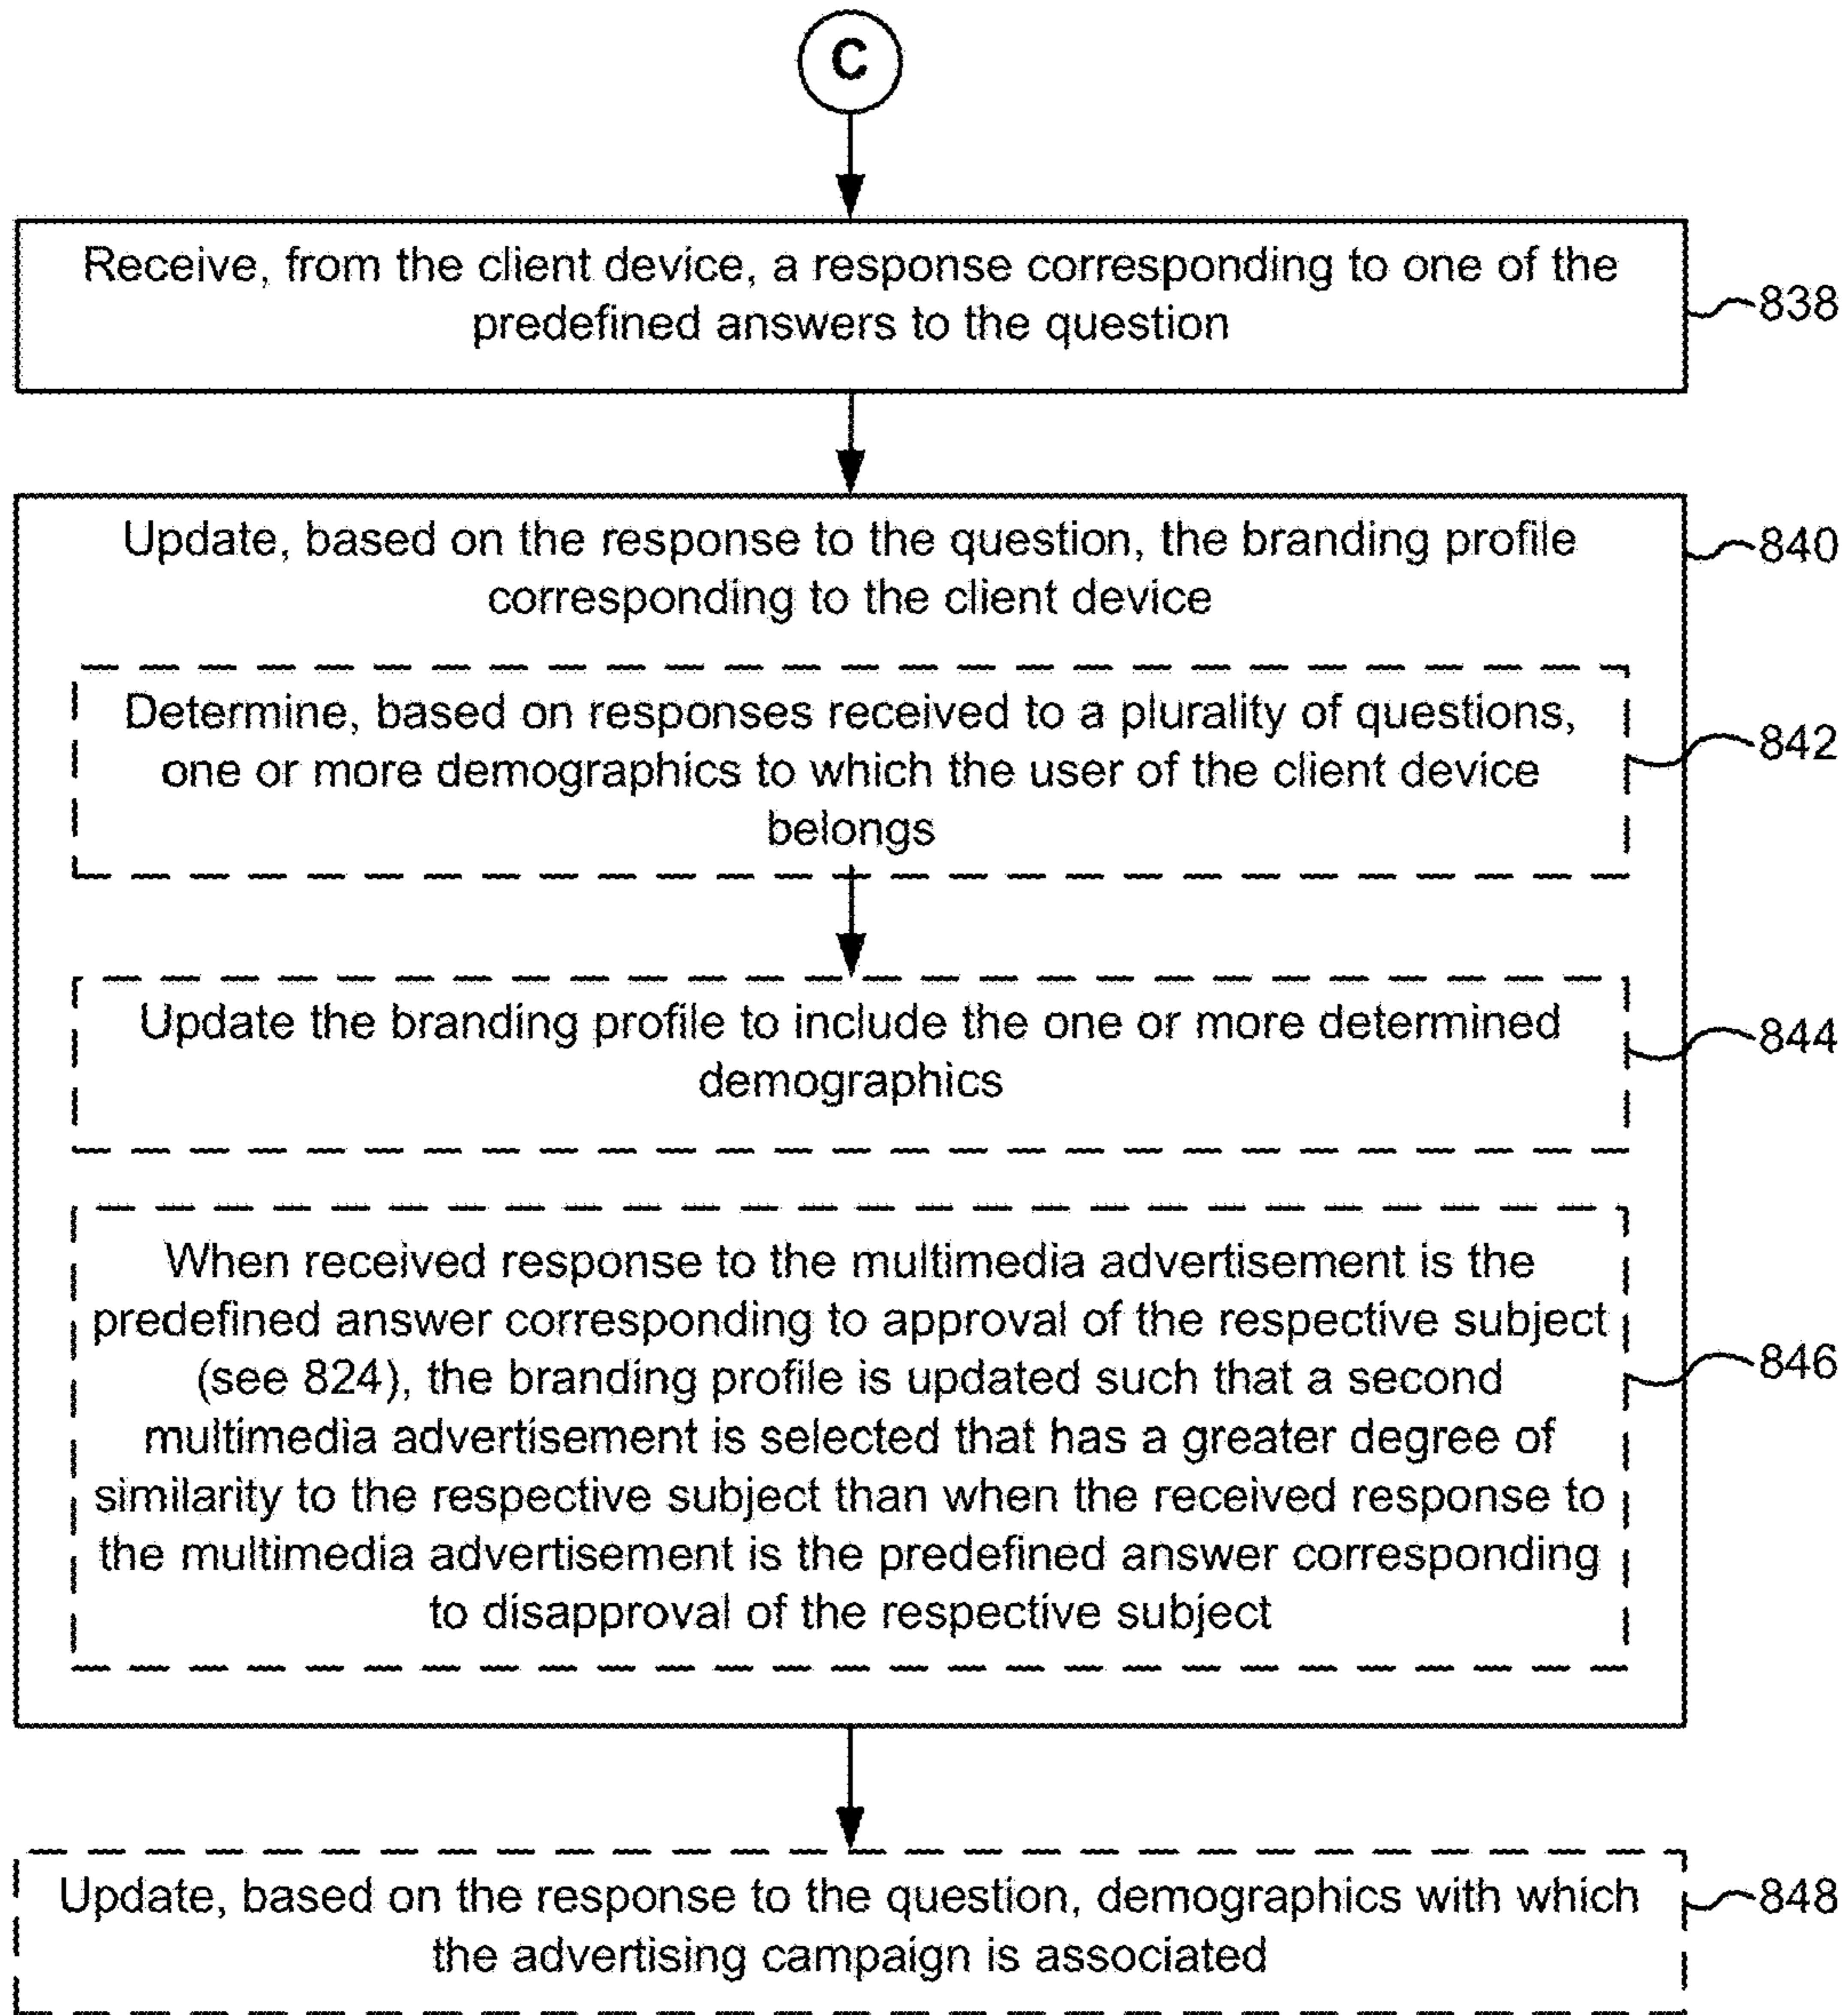 C
Receive, from the client device, a response corresponding to one of the
predefined answers to the question
838
Update, based on the response to the question, the branding profile
corresponding to the client device
840
Determine, based on responses received to a plurality of questions,
one or more demographics to which the user of the client device
belongs
842
Update the branding profile to include the one or more determined
demographics
844
When received response to the multimedia advertisement is the
predefined answer corresponding to approval of the respective subject
(see 824), the branding profile is updated such that a second
multimedia advertisement is selected that has a greater degree of
similarity to the respective subject than when the received response to
the multimedia advertisement is the predefined answer corresponding
to disapproval of the respective subject
846
Update, based on the response to the question, demographics with which
the advertising campaign is associated
848